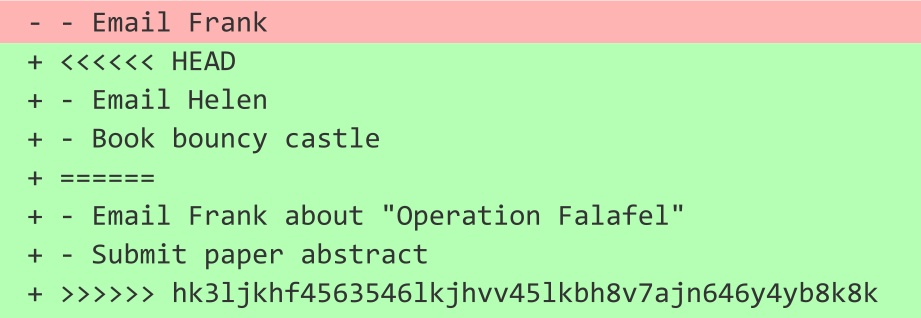 - - Email Frank
+ <<<<<< HEAD
+ - Email Helen
+ - Book bouncy castle
+ ======
+ - Email Frank about "Operation Falafel"
+ - Submit paper abstract
+ >>>>>> hk3ljkhf4563546lkjhvv45lkbh8v7ajn646y4yb8k8k